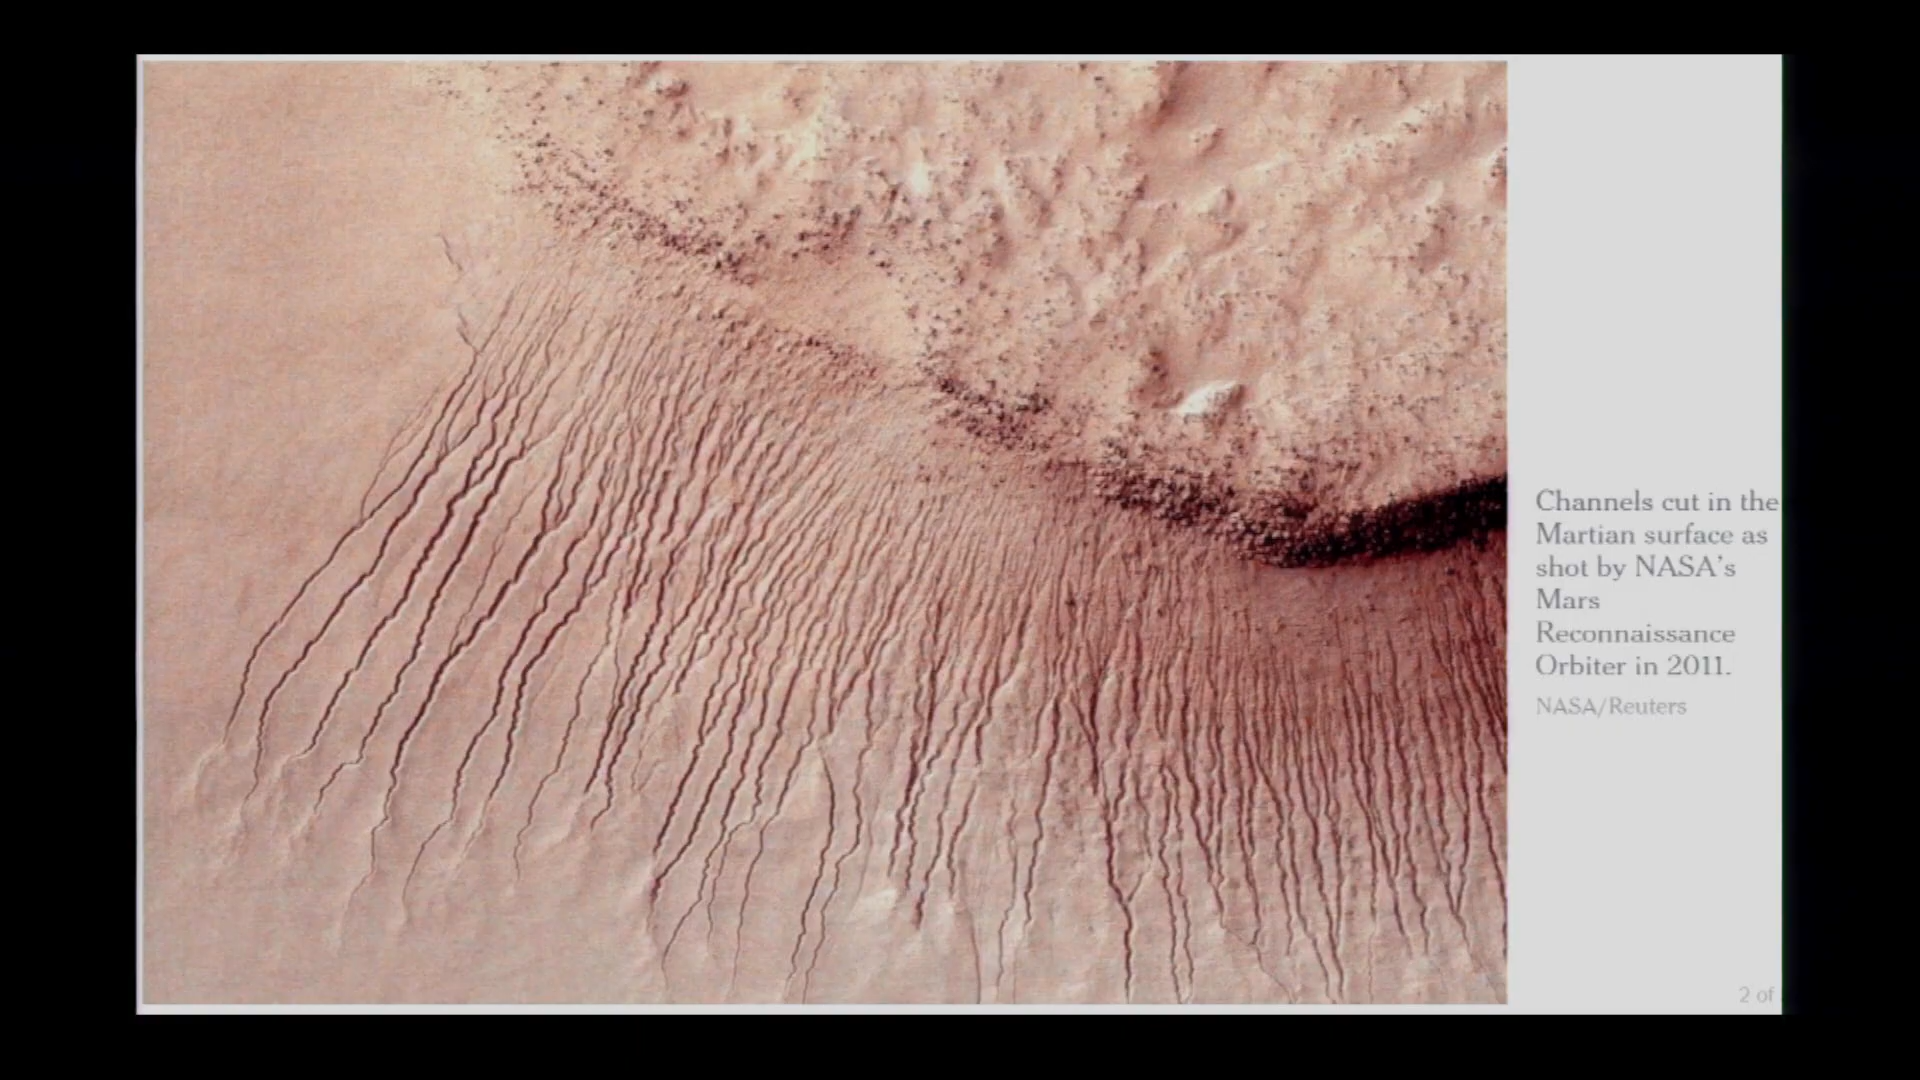 Channels cut in the
Martian surface as
shot by NASA's
Mars
Reconnaissance
Orbiter in 2011.
NASA/Reuters
2 of